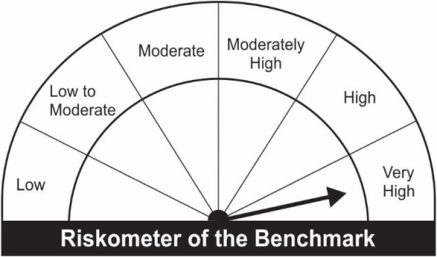 Low
Low to
Moderate
Moderate
Moderately
High
High
Very
High
Riskometer of the Benchmark